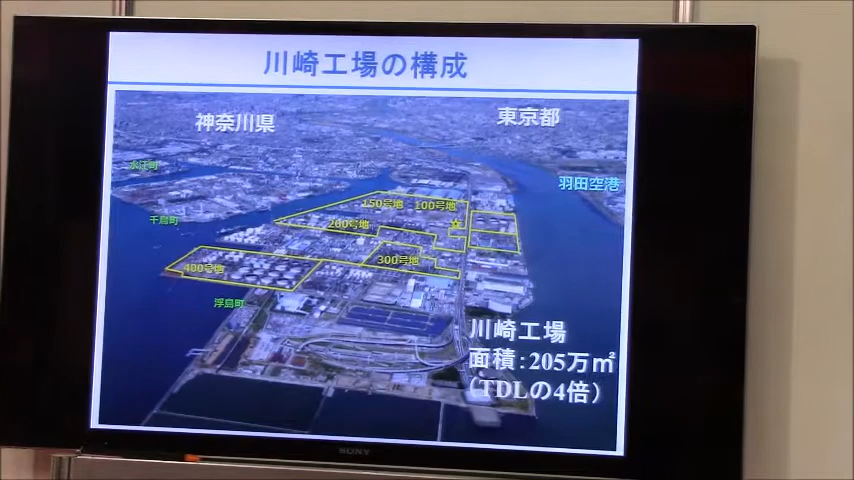 川崎工場の構成
神奈川県
東京都
水江町
羽田空港
千鳥町
150号地
100号地
200号地
300号地
400号地
浮島町
川崎工場
面積:205万㎡
(TDLの4倍)
SONY